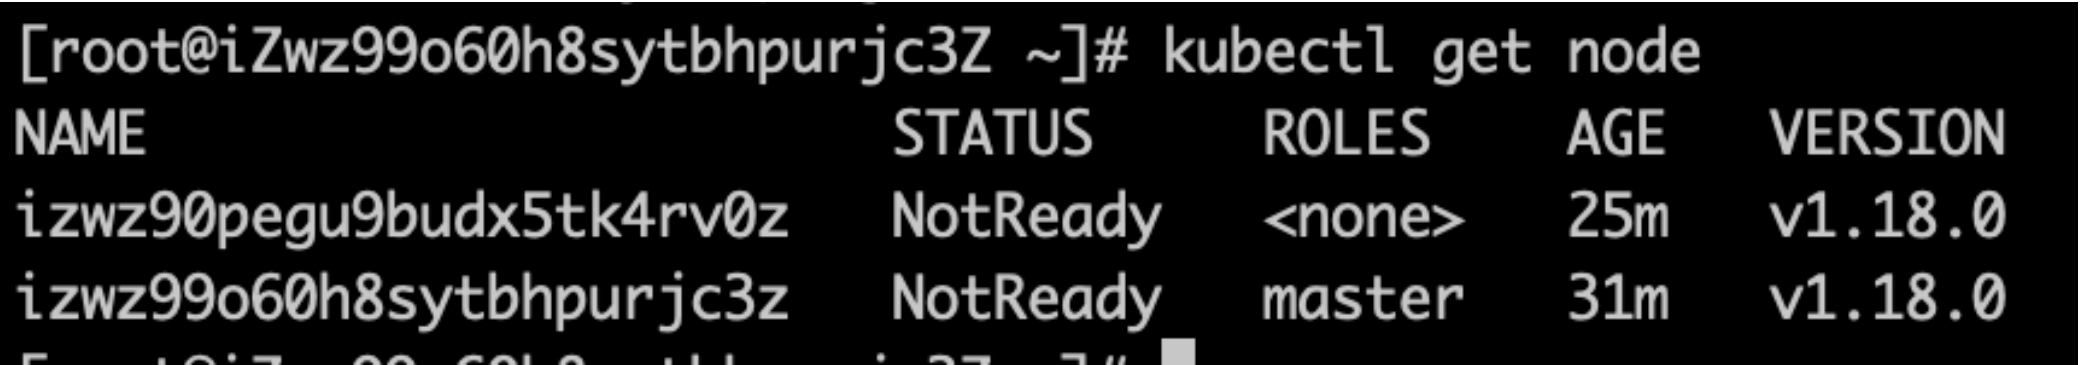 [root@iZwz99o60h8sytbhpurjc3Z ~]# kubectl get node
NAME STATUS ROLES AGE VERSION
izwz90pegu9budx5tk4rv0z NotReady <none> 25m v1.18.0
izwz99o60h8sytbhpurjc3z NotReady master 31m v1.18.0